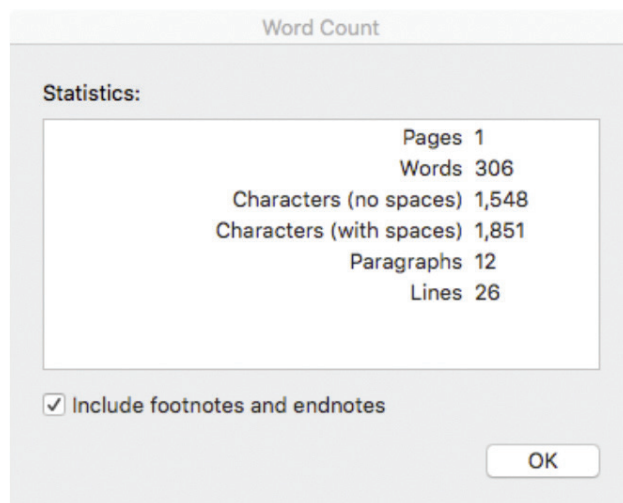 Word Count
Statistics:
Pages 1
Words 306
Characters (no spaces) 1,548
Characters (with spaces) 1,851
Paragraphs 12
Lines 26
Include footnotes and endnotes
OK